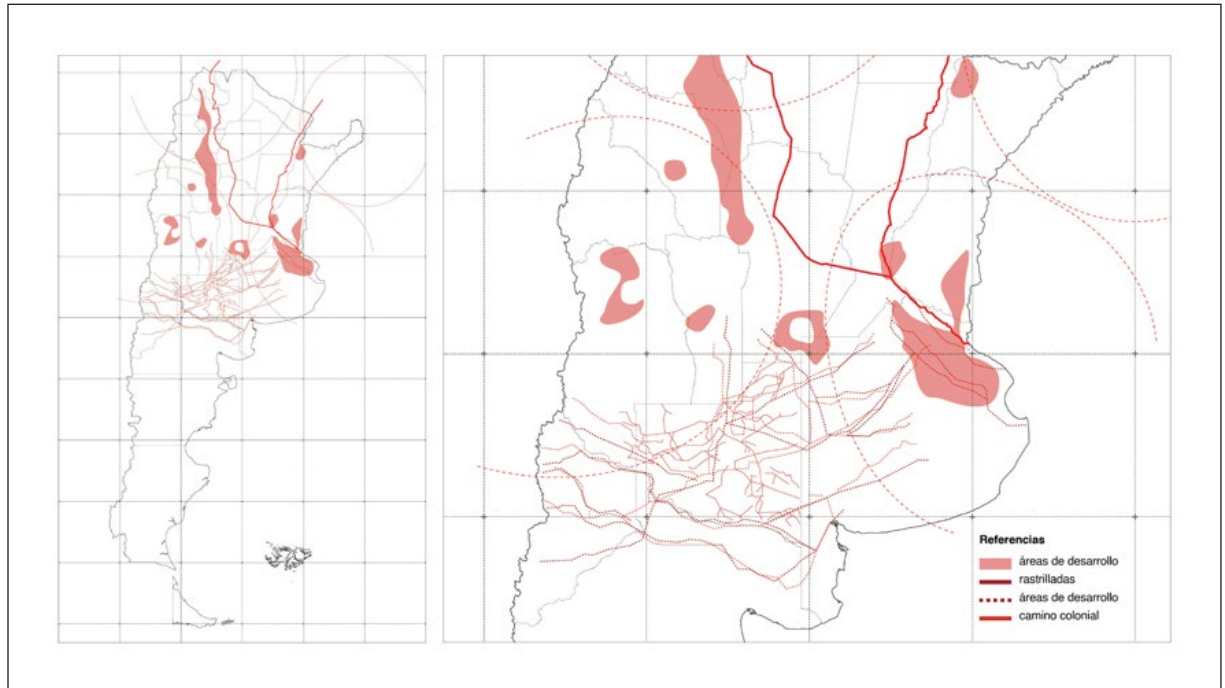 Referencias
áreas de desarrollo
rastrilladas
áreas de desarrollo
camino colonial